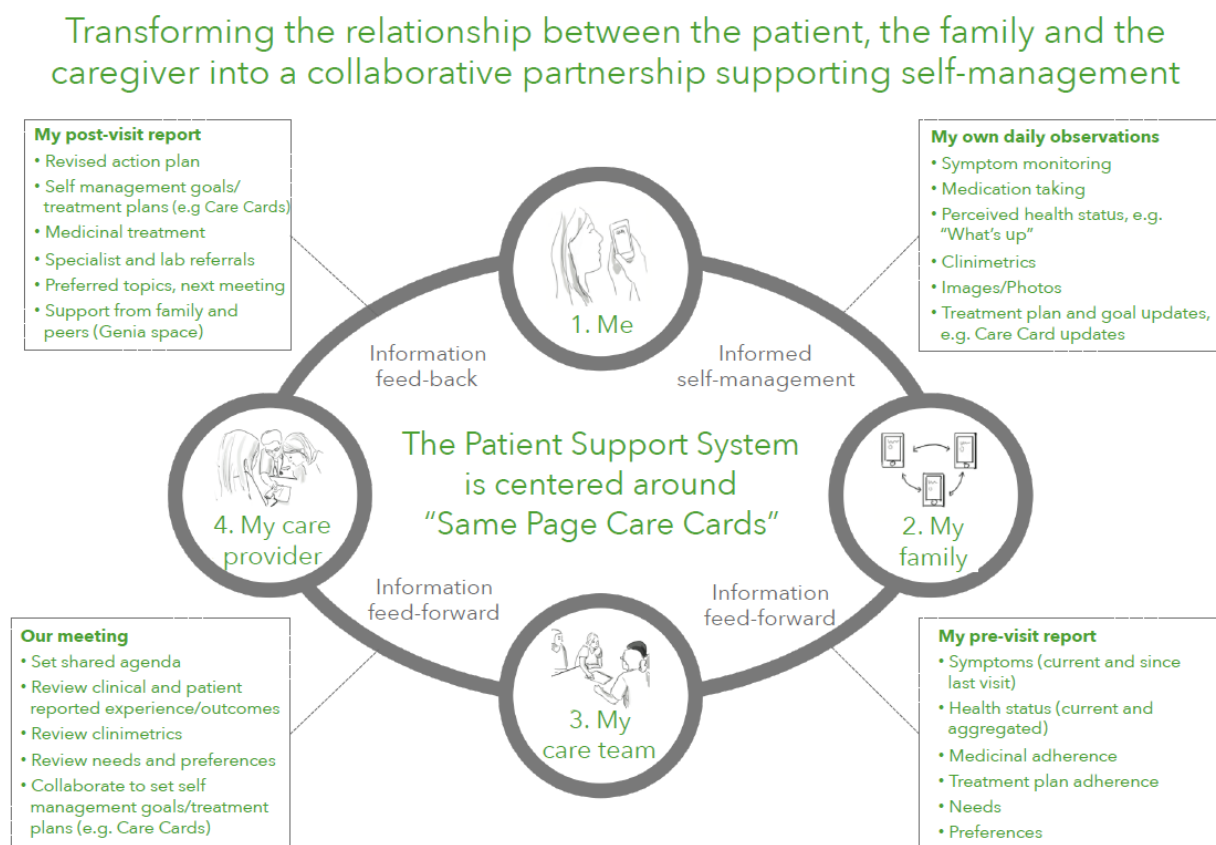 Transforming the relationship between the patient, the family and the
caregiver into a collaborative partnership supporting self-management
My post-visit report
• Revised action plan
• Self management goals/
treatment plans (e.g Care Cards)
• Medicinal treatment
• Specialist and lab referrals
• Preferred topics, next meeting
• Support from family and
peers (Genia space)
My own daily observations
• Symptom monitoring
• Medication taking
• Perceived health status, e.g.
“What’s up”
• Clinimetrics
• Images/Photos
• Treatment plan and goal updates,
e.g. Care Card updates
1. Me
Information
feed-back
Informed
self-management
The Patient Support System
is centered around
“Same Page Care Cards”
4. My care
provider
2. My
family
Information
feed-forward
Information
feed-forward
3. My
care team
Our meeting
• Set shared agenda
• Review clinical and patient
reported experience/outcomes
• Review clinimetrics
• Review needs and preferences
• Collaborate to set self
management goals/treatment
plans (e.g. Care Cards)
My pre-visit report
• Symptoms (current and since
last visit)
• Health status (current and
aggregated)
• Medicinal adherence
• Treatment plan adherence
• Needs
• Preferences